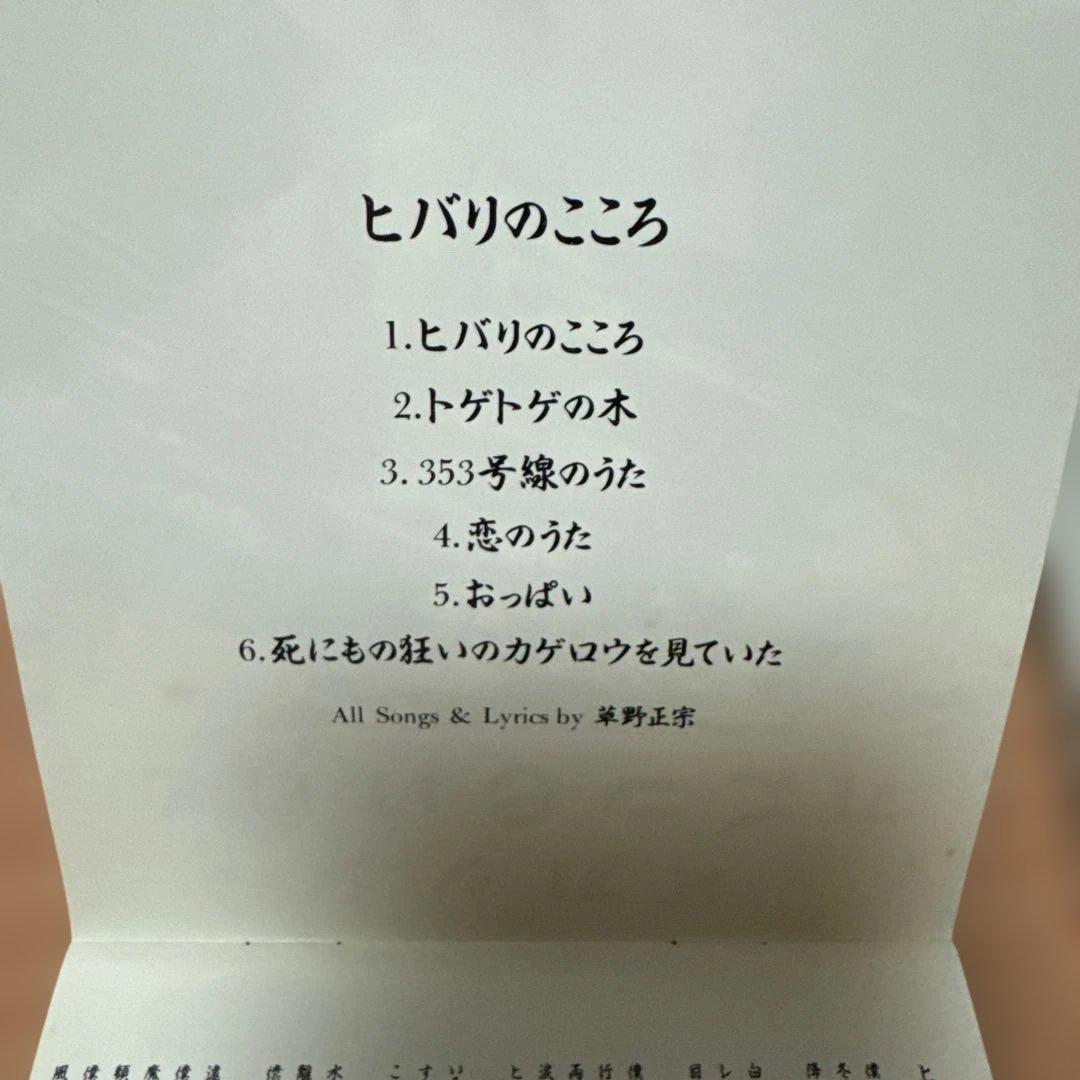 ヒバリのこころ
1.ヒバリのこころ
2.トゲトゲの木
3.353号線のうた
4.恋のうた
5.おっぱい
6.死にもの狂いのカゲロウを見ていた
All Songs & Lyrics by 草野正宗